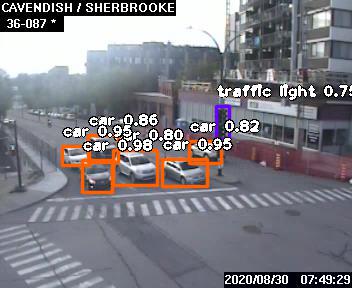 CAVENDISH / SHERBROOKE
36-087 *
traffic light 0.75
car 0.86
car 0.95
car 0.80
car 0.82
car 0.98
car 0.95
2020/08/30 07:49:29